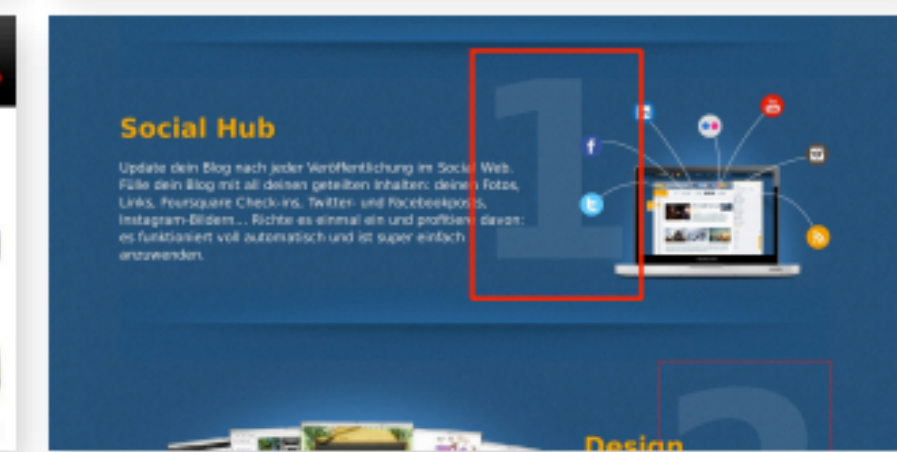 1
Social Hub
Update dein Blog nach jeder Veröffentlichung im Social Web.
Fülle dein Blog mit all deinen geteilten Inhalten: deinen Fotos,
Links, Foursquare Check-ins, Twitter- und Facebookposts,
Instagram-Bildern... Richte es einmal ein und profitiere davon:
es funktioniert voll automatisch und ist super einfach
anzuwenden.
2
Design